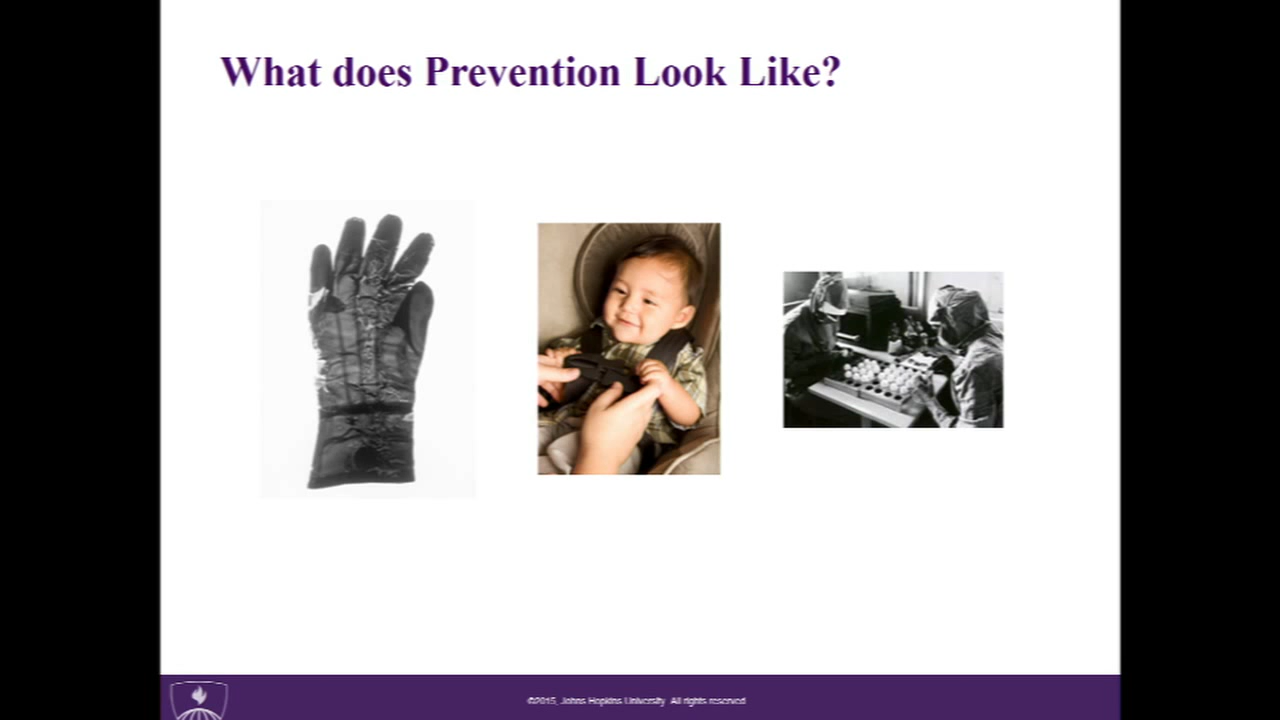 What does Prevention Look Like?
©2015, Johns Hopkins University. All rights reserved.